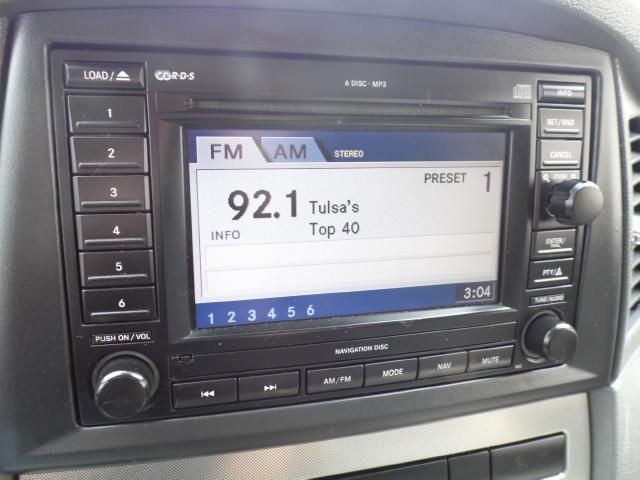 LOAD/
R·D·S
6 DISC · MP3
INFO
1
2
3
4
5
6
SET/RND
CANCEL
ZOOM
ENTER/
PTY/
TUNE/AUDIO
FM
AM
STEREO
PRESET 1
92.1 Tulsa's
Top 40
INFO
3:04
1 2 3 4 5 6
PUSH ON/VOL
NAVIGATION DISC
AM/FM
MODE
NAV
MUTE